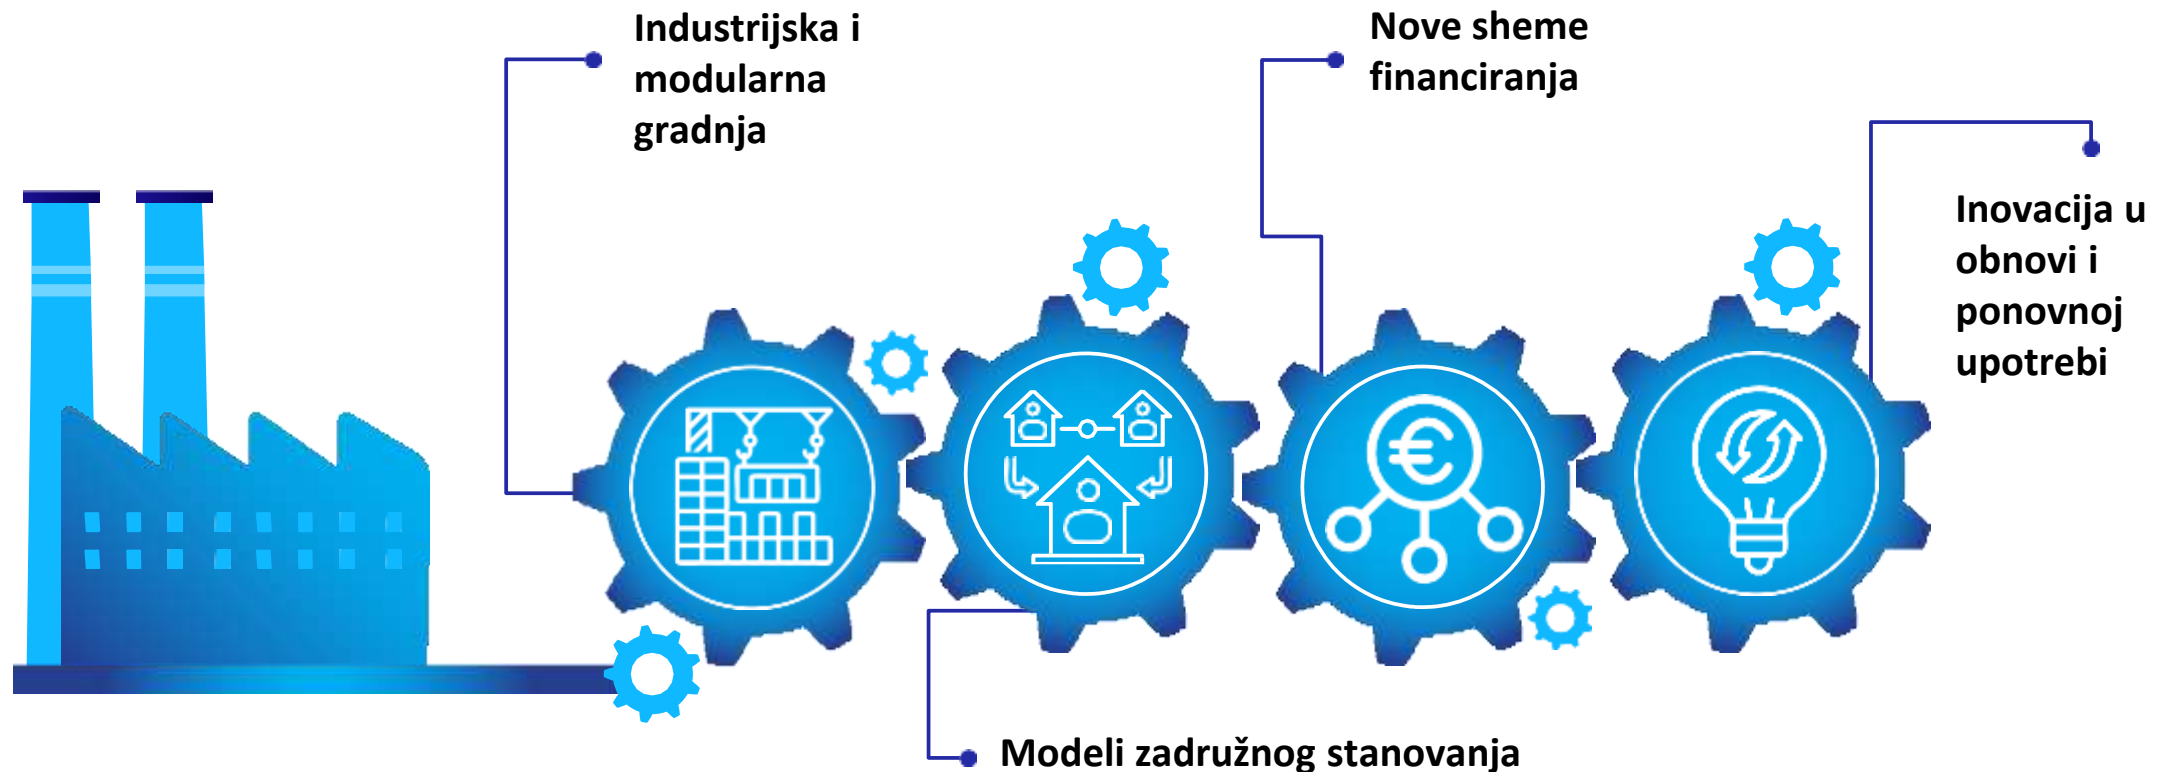 Industrijska i
modularna
gradnja
Nove sheme
financiranja
Inovacija u
obnovi i
ponovnoj
upotrebi
Modeli zadružnog stanovanja